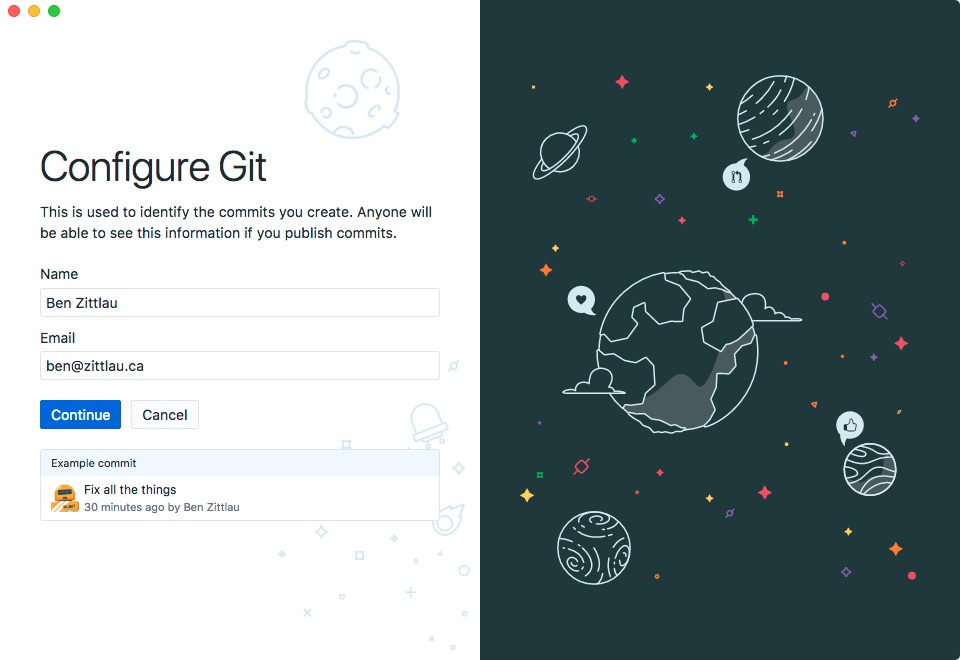 Configure Git
This is used to identify the commits you create. Anyone will
be able to see this information if you publish commits.
Name
Ben Zittlau
Email
ben@zittlau.ca
Continue
Cancel
Example commit
Fix all the things
30 minutes ago by Ben Zittlau